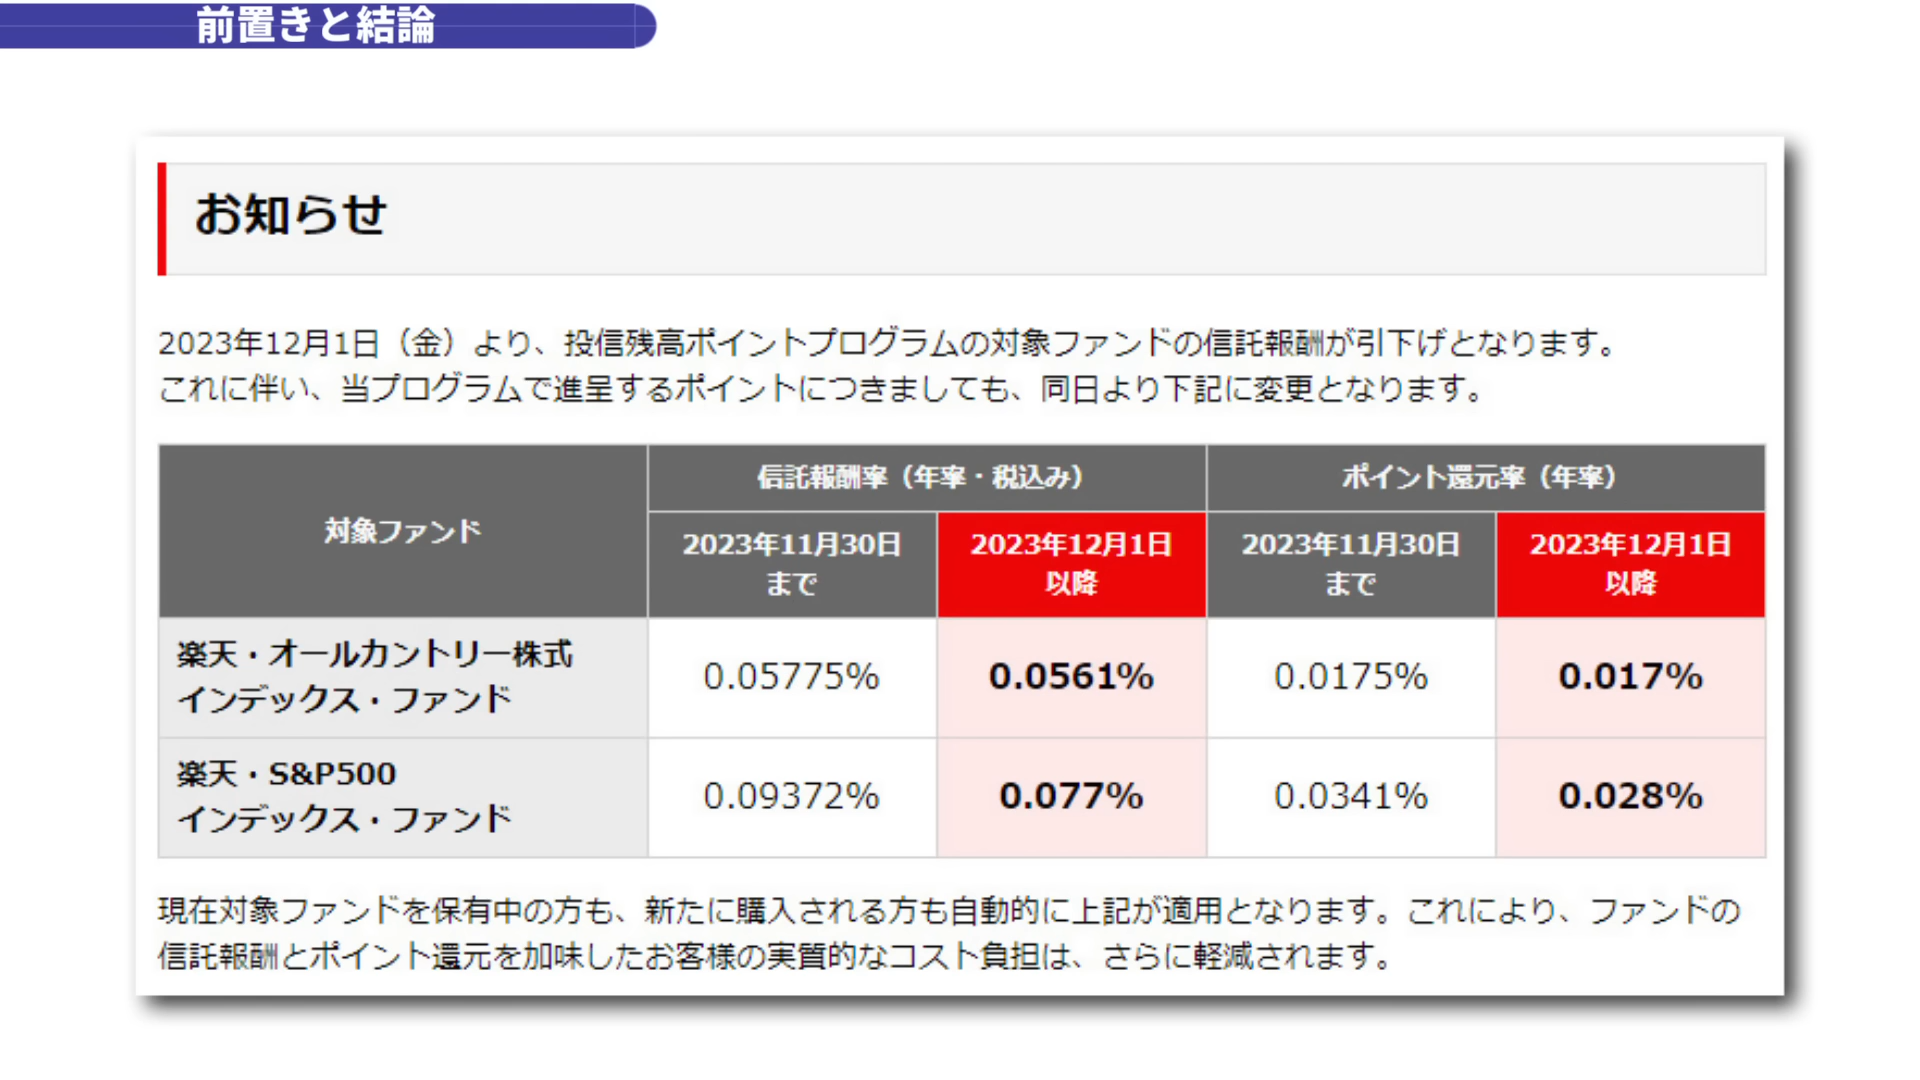 前置きと結論
お知らせ
2023年12月1日（金）より、投信残高ポイントプログラムの対象ファンドの信託報酬が引下げとなります。
これに伴い、当プログラムで進呈するポイントにつきましても、同日より下記に変更となります。
対象ファンド
信託報酬率（年率・税込み）
ポイント還元率（年率）
2023年11月30日
まで
2023年12月1日
以降
2023年11月30日
まで
2023年12月1日
以降
楽天・オールカントリー株式
インデックス・ファンド
0.05775%
0.0561%
0.0175%
0.017%
楽天・S&P500
インデックス・ファンド
0.09372%
0.077%
0.0341%
0.028%
現在対象ファンドを保有中の方も、新たに購入される方も自動的に上記が適用となります。これにより、ファンドの
信託報酬とポイント還元を加味したお客様の実質的なコスト負担は、さらに軽減されます。